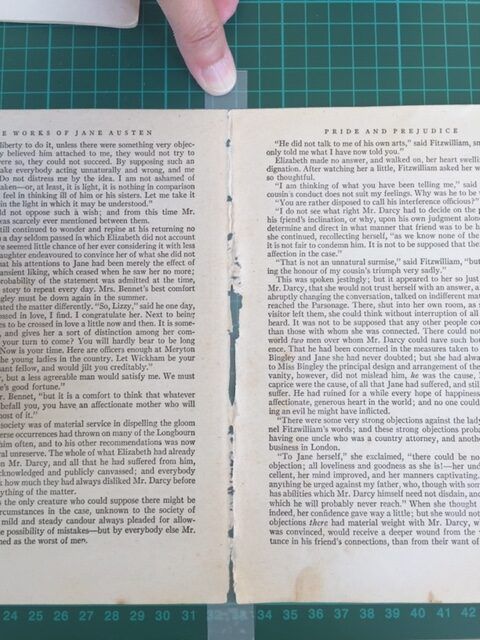 E WORKS OF JANE AUSTEN
liberty to do it, unless there were something very objec-
y believed him attached to me, they would not try to
were so, they could not succeed. By supposing such an
ake everybody acting unnaturally and wrong, and me
Do not distress me by the idea. I am not ashamed of
aken—or, at least, it is light, it is nothing in comparison
feel in thinking ill of him or his sisters. Let me take it
in the light in which it may be understood."
uld not oppose such a wish; and from this time Mr.
was scarcely ever mentioned between them.
till continued to wonder and repine at his returning no
a day seldom passed in which Elizabeth did not account
re seemed little chance of her ever considering it with less
aughter endeavoured to convince her of what she did not
hat his attentions to Jane had been merely the effect of
ransient liking, which ceased when she saw her no more;
probability of the statement was admitted at the time,
story to repeat every day. Mrs. Bennet's best comfort
ngley must be down again in the summer.
ated the matter differently. "So, Lizzy," said he one day,
ossed in love, I find. I congratulate her. Next to being
es to be crossed in love a little now and then. It is some-
and gives her a sort of distinction among her com-
your turn to come? You will hardly bear to be long
Now is your time. Here are officers enough at Meryton
young ladies in the country. Let Wickham be your
ant fellow, and would jilt you creditably."
r, but a less agreeable man would satisfy me. We must
e's good fortune."
r. Bennet, "but it is a comfort to think that whatever
befall you, you have an affectionate mother who will
ost of it."
society was of material service in dispelling the gloom
erse occurrences had thrown on many of the Longbourn
him often, and to his other recommendations was now
ral unreserve. The whole of what Elizabeth had already
on Mr. Darcy, and all that he had suffered from him,
cknowledged and publicly canvassed; and everybody
k how much they had always disliked Mr. Darcy before
ything of the matter.
s the only creature who could suppose there might be
rcumstances in the case, unknown to the society of
mild and steady candour always pleaded for allow-
e possibility of mistakes—but by everybody else Mr.
ned as the worst of men.
PRIDE AND PREJUDICE
"He did not talk to me of his own arts," said Fitzwilliam, sm
only told me what I have now told you."
Elizabeth made no answer, and walked on, her heart swelli
dignation. After watching her a little, Fitzwilliam asked her w
so thoughtful.
"I am thinking of what you have been telling me," said
cousin's conduct does not suit my feelings. Why was he to be
"You are rather disposed to call his interference officious?"
"I do not see what right Mr. Darcy had to decide on the p
his friend's inclination, or why, upon his own judgment alone
determine and direct in what manner that friend was to be h
she continued, recollecting herself, "as we know none of the
it is not fair to condemn him. It is not to be supposed that the
affection in the case."
"That is not an unnatural surmise," said Fitzwilliam, "but
ing the honour of my cousin's triumph very sadly."
This was spoken jestingly; but it appeared to her so just
Mr. Darcy, that she would not trust herself with an answer, a
abruptly changing the conversation, talked on indifferent mat
reached the Parsonage. There, shut into her own room, as
visitor left them, she could think without interruption of all
heard. It was not to be supposed that any other people cou
than those with whom she was connected. There could not
world two men over whom Mr. Darcy could have such bou
ence. That he had been concerned in the measures taken to
Bingley and Jane she had never doubted; but she had alway
to Miss Bingley the principal design and arrangement of the
vanity, however, did not mislead him, he was the cause,
caprice were the cause, of all that Jane had suffered, and still
suffer. He had ruined for a while every hope of happiness
affectionate, generous heart in the world; and no one could
ing an evil he might have inflicted.
"There were some very strong objections against the lady
nel Fitzwilliam's words; and these strong objections proba
having one uncle who was a country attorney, and anothe
business in London.
"To Jane herself," she exclaimed, "there could be no
objection; all loveliness and goodness as she is!—her und
cellent, her mind improved, and her manners captivating.
anything be urged against my father, who, though with som
has abilities which Mr. Darcy himself need not disdain, and
which he will probably never reach." When she thought
indeed, her confidence gave way a little; but she would not
objections there had material weight with Mr. Darcy, w
was convinced, would receive a deeper wound from the
tance in his friend's connections, than from their want of
24 25 26 27 28 29 30 31 32 33 34 35 36 37 38 39 40 41 42